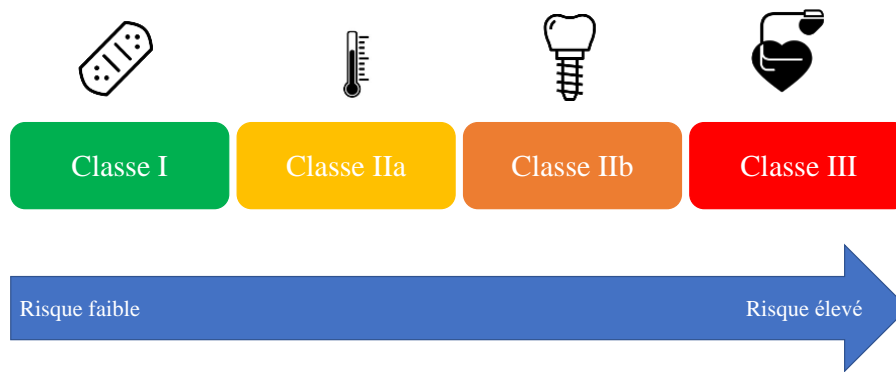 Classe I
Classe IIa
Classe IIb
Classe III
Risque faible
Risque élevé